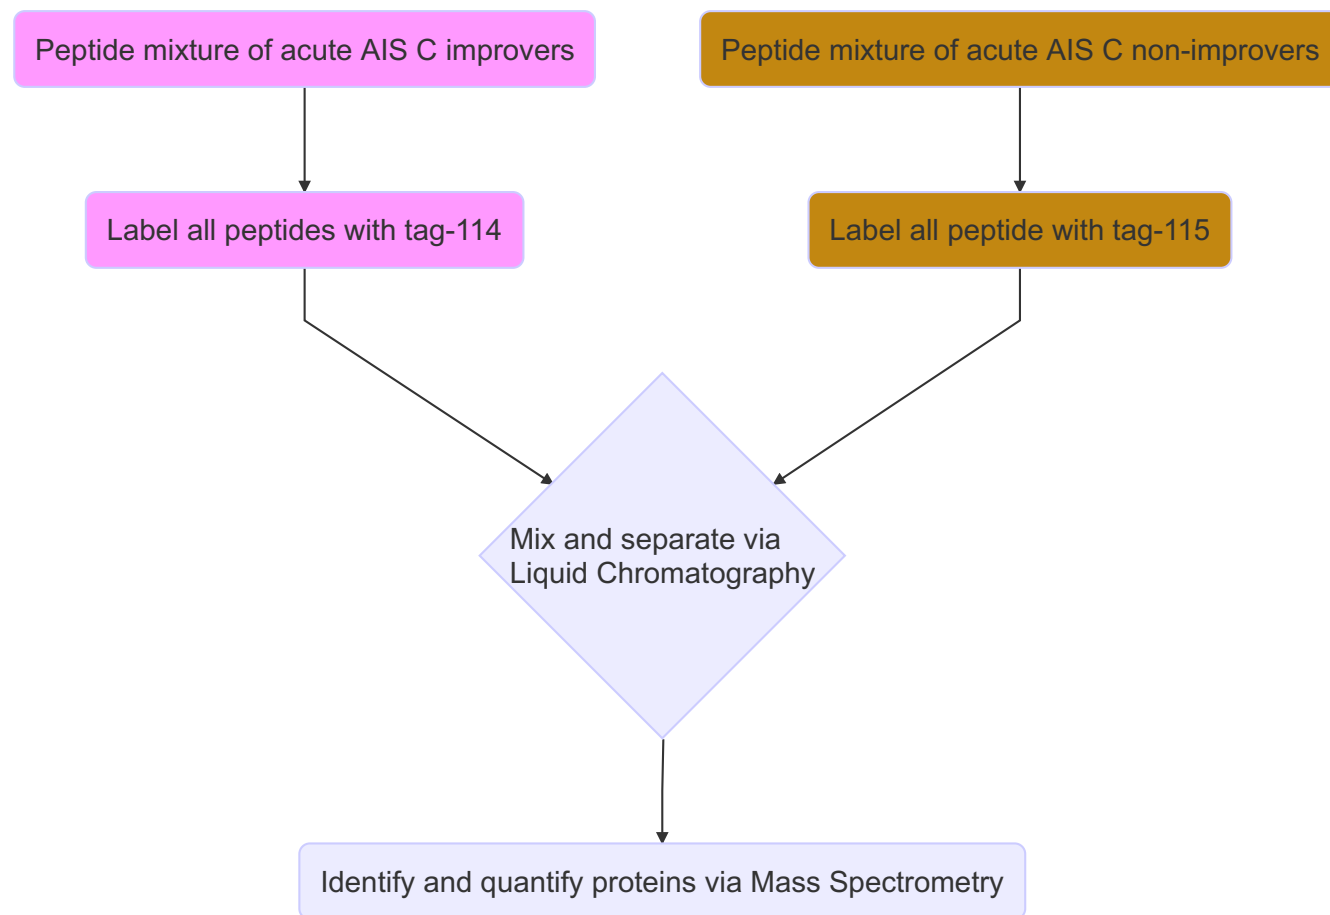 Peptide mixture of acute AIS C improvers
Peptide mixture of acute AIS C non-improvers
Label all peptides with tag-114
Label all peptide with tag-115
Mix and separate via
Liquid Chromatography
Identify and quantify proteins via Mass Spectrometry